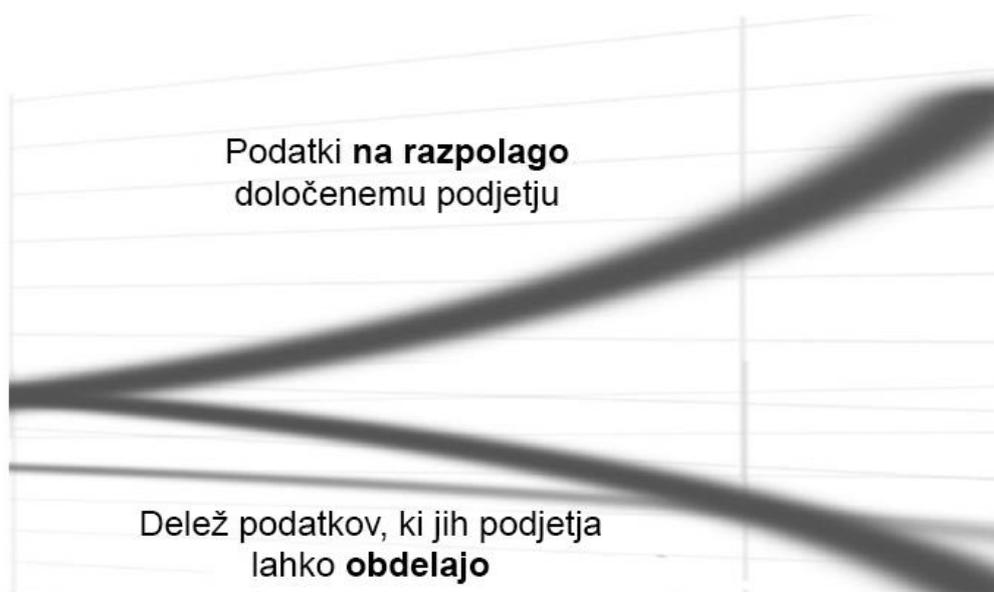 Podatki na razpolago
določenemu podjetju
Delež podatkov, ki jih podjetja
lahko obdelajo